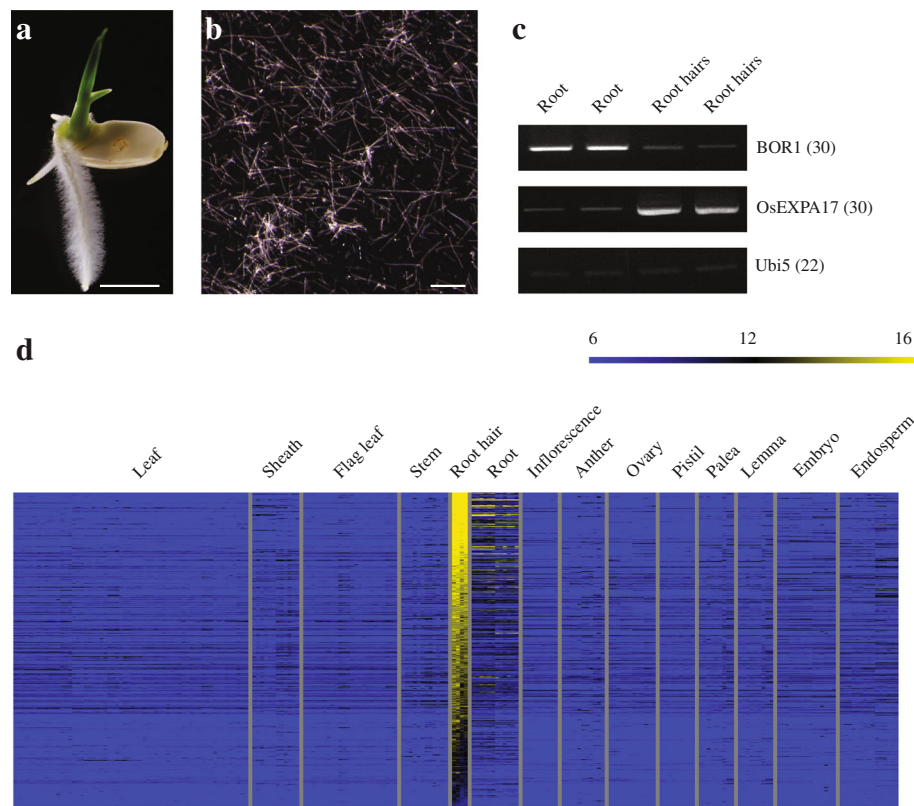 a
b
c
Root
Root
Root hairs
Root hairs
BOR1 (30)
OsEXPA17 (30)
Ubi5 (22)
d
6
12
16
Leaf
Sheath
Flag leaf
Stem
Root hair
Root
Inflorescence
Anther
Ovary
Pistil
Palea
Lemma
Embryo
Endosperm